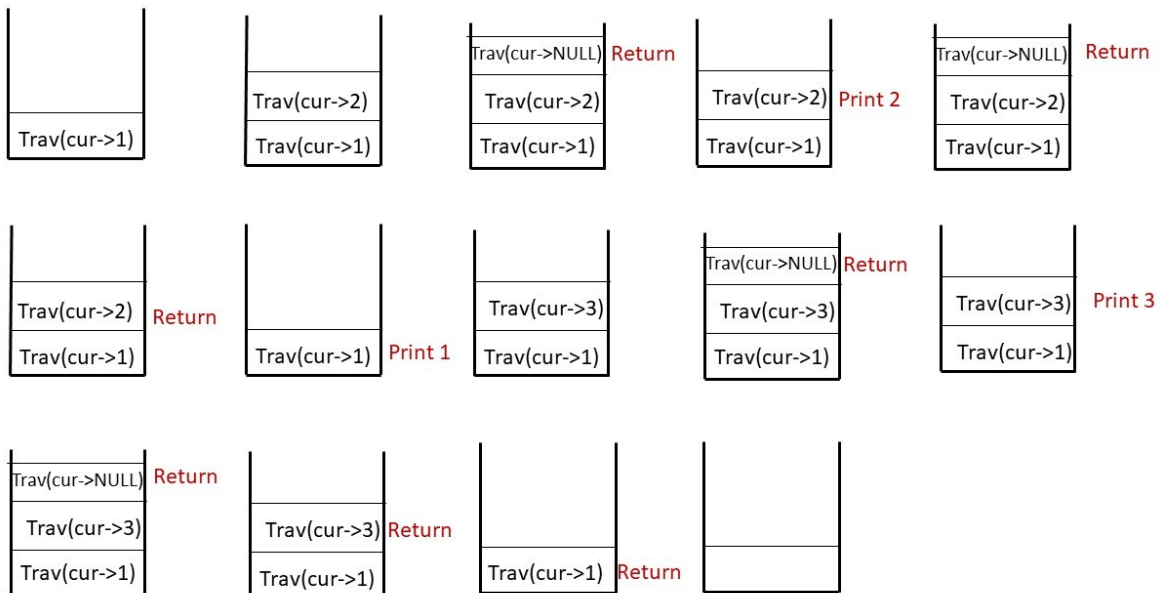 Trav(cur->1)
Trav(cur->2)
Trav(cur->1)
Trav(cur->NULL) Return
Trav(cur->2)
Trav(cur->1)
Trav(cur->2) Print 2
Trav(cur->1)
Trav(cur->NULL) Return
Trav(cur->2)
Trav(cur->1)
Trav(cur->2) Return
Trav(cur->1)
Trav(cur->1) Print 1
Trav(cur->3)
Trav(cur->1)
Trav(cur->NULL) Return
Trav(cur->3)
Trav(cur->1)
Trav(cur->3) Print 3
Trav(cur->1)
Trav(cur->NULL) Return
Trav(cur->3)
Trav(cur->1)
Trav(cur->3) Return
Trav(cur->1)
Trav(cur->1) Return